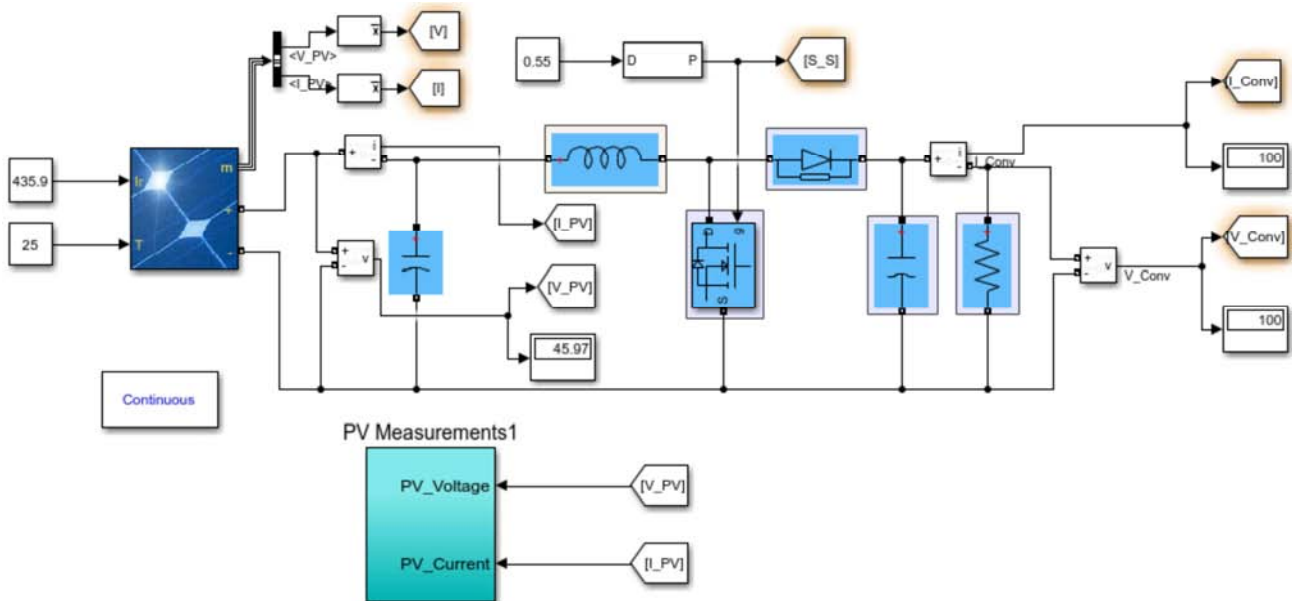 [V]
<V_PV>
x
<I_PV>
x
[I]
0.55
D
P
[S_S]
[I_Conv]
I_Conv
100
435.9
25
Ir
T
m
+
-
+
i
-
[I_PV]
+
-
v
[V_PV]
45.97
+
g
D
S
+
+
+
i
-
+
-
v
V_Conv
[V_Conv]
100
Continuous
PV Measurements1
PV_Voltage
[V_PV]
PV_Current
[I_PV]